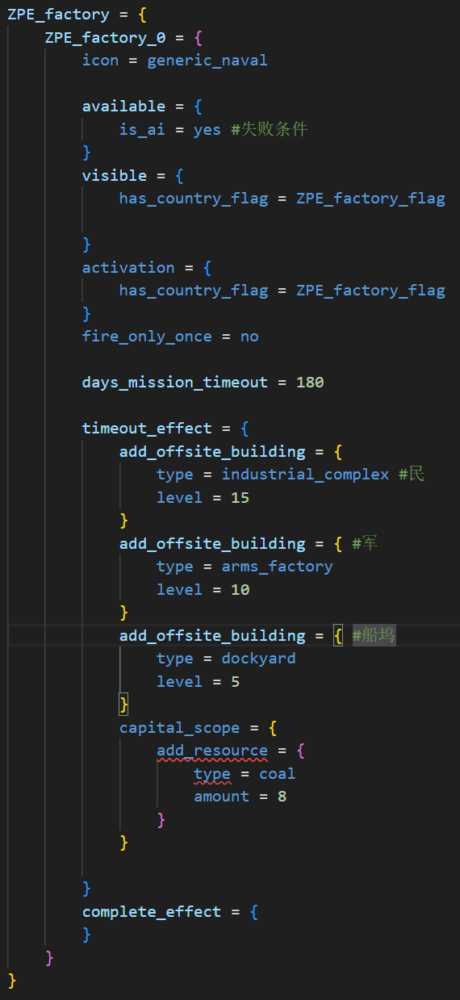 ZPE_factory = {
ZPE_factory_0 = {
icon = generic_naval
available = {
is_ai = yes #失败条件
}
visible = {
has_country_flag = ZPE_factory_flag
}
activation = {
has_country_flag = ZPE_factory_flag
}
fire_only_once = no
days_mission_timeout = 180
timeout_effect = {
add_offsite_building = {
type = industrial_complex #民
level = 15
}
add_offsite_building = { #军
type = arms_factory
level = 10
}
add_offsite_building = { #船坞
type = dockyard
level = 5
}
capital_scope = {
add_resource = {
type = coal
amount = 8
}
}
}
complete_effect = {
}
}
}